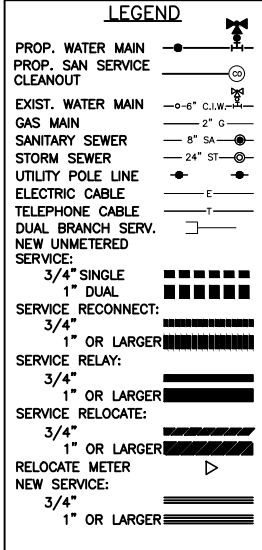 LEGEND
PROP. WATER MAIN
PROP. SAN SERVICE
CLEANOUT CO
EXIST. WATER MAIN 6" C.I.W.
GAS MAIN 2" G
SANITARY SEWER 8" SA
STORM SEWER 24" ST
UTILITY POLE LINE
ELECTRIC CABLE E
TELEPHONE CABLE T
DUAL BRANCH SERV.
NEW UNMETERED
SERVICE:
3/4" SINGLE
1" DUAL
SERVICE RECONNECT:
3/4"
1" OR LARGER
SERVICE RELAY:
3/4"
1" OR LARGER
SERVICE RELOCATE:
3/4"
1" OR LARGER
RELOCATE METER
NEW SERVICE:
3/4"
1" OR LARGER